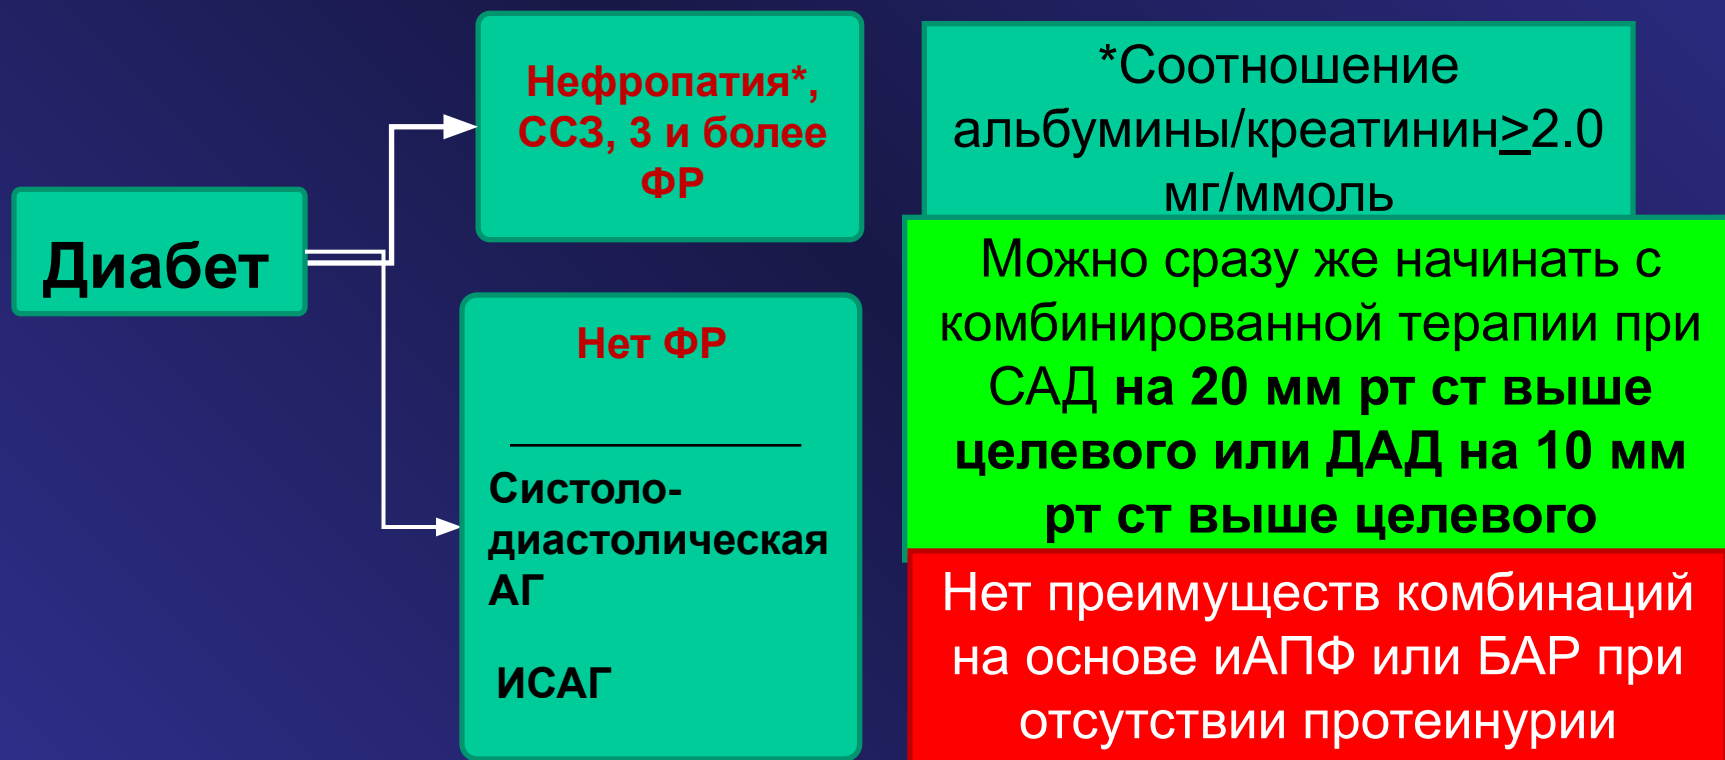 Диабет
Нефропатия*,
ССЗ, 3 и более
ФР
Нет ФР
Систоло-
диастолическая
АГ
ИСАГ
*Соотношение
альбумины/креатинин≥2.0
мг/ммоль
Можно сразу же начинать с
комбинированной терапии при
САД на 20 мм рт ст выше
целевого или ДАД на 10 мм
рт ст выше целевого
Нет преимуществ комбинаций
на основе иАПФ или БАР при
отсутствии протеинурии